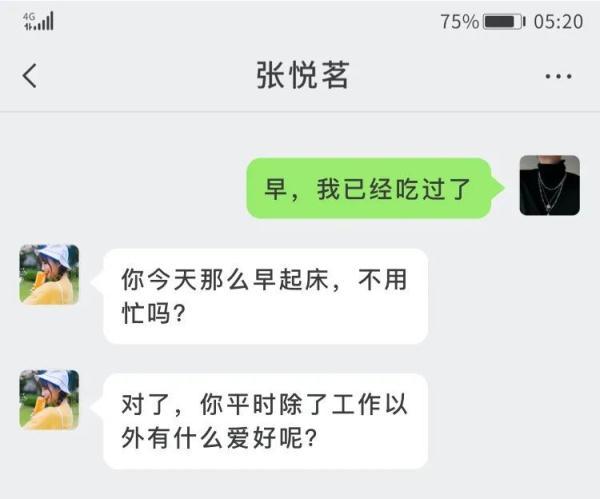 4G
75% 05:20
张悦茗
早，我已经吃过了
你今天那么早起床，不用
忙吗？
对了，你平时除了工作以
外有什么爱好呢？